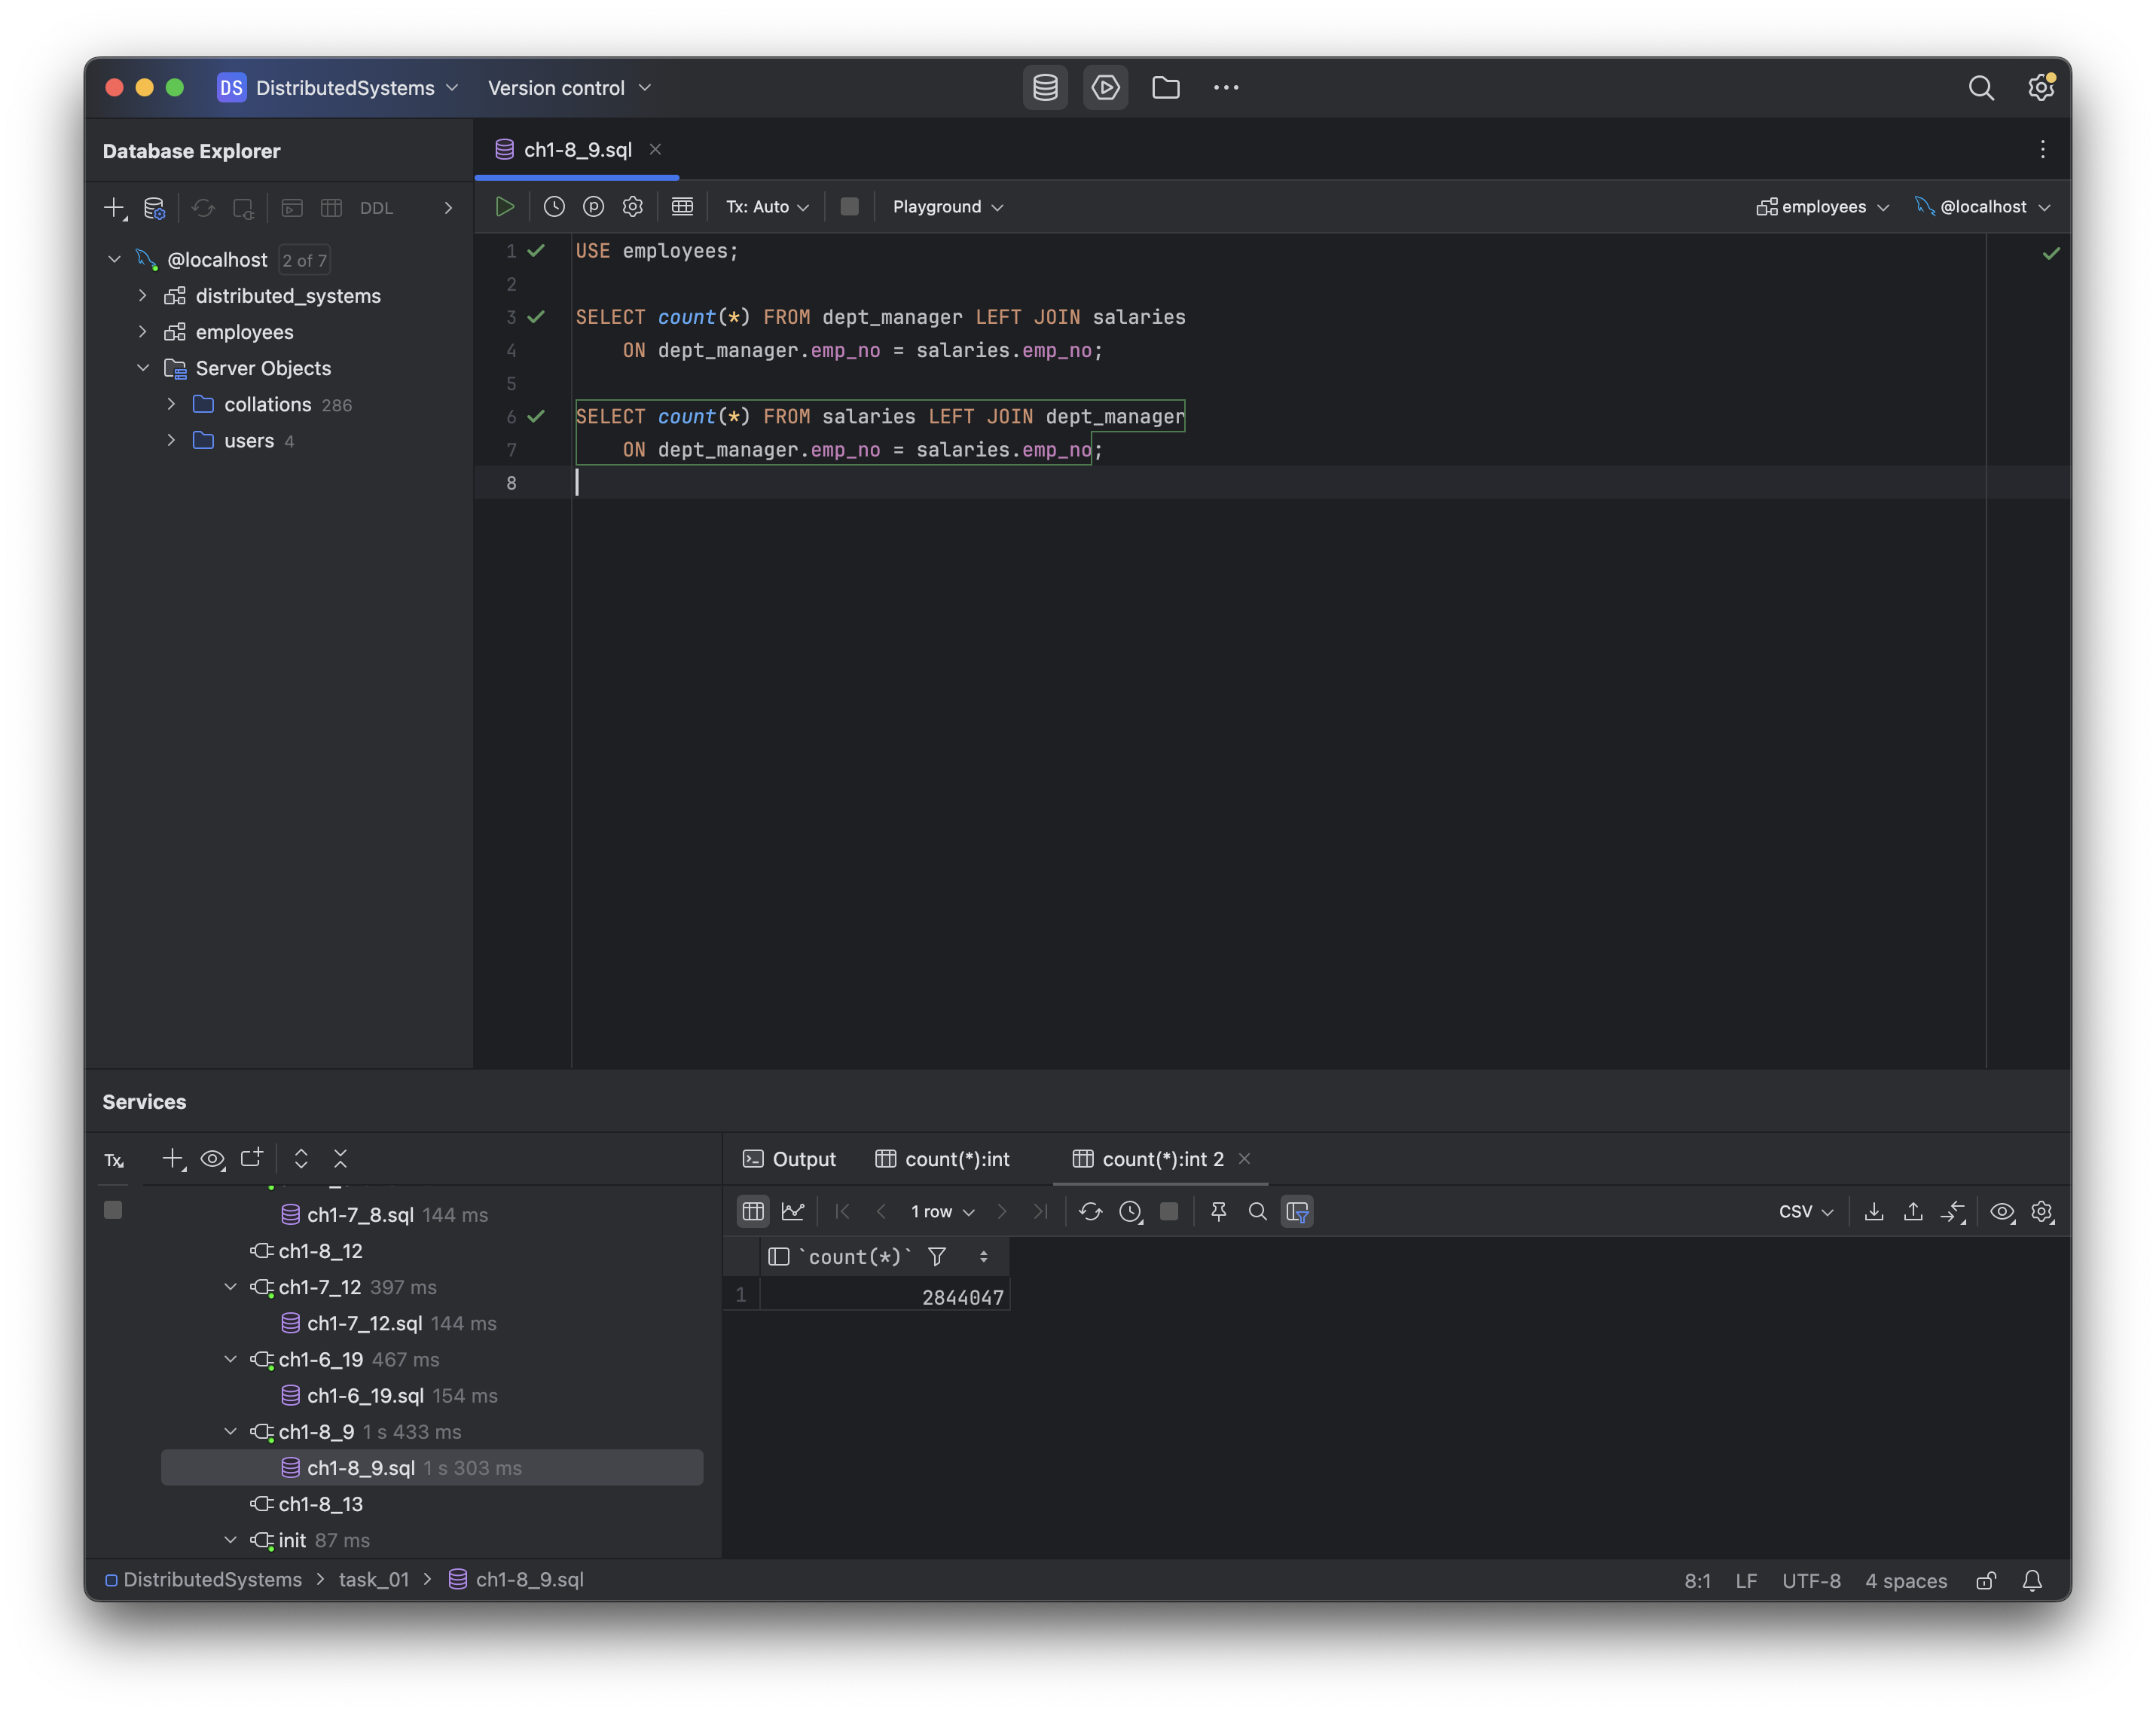 DS DistributedSystems Version control
Database Explorer
ch1-8_9.sql
DDL
Tx: Auto Playground employees @localhost
@localhost 2 of 7
distributed_systems
employees
Server Objects
collations 286
users 4
1 USE employees;
2
3 SELECT count(*) FROM dept_manager LEFT JOIN salaries
4 ON dept_manager.emp_no = salaries.emp_no;
5
6 SELECT count(*) FROM salaries LEFT JOIN dept_manager
7 ON dept_manager.emp_no = salaries.emp_no;
8
Services
Tx
ch1-7_8.sql 144 ms
ch1-8_12
ch1-7_12 397 ms
ch1-7_12.sql 144 ms
ch1-6_19 467 ms
ch1-6_19.sql 154 ms
ch1-8_9 1 s 433 ms
ch1-8_9.sql 1 s 303 ms
ch1-8_13
init 87 ms
Output count(*):int count(*):int 2
1 row CSV
`count(*)`
1 2844047
DistributedSystems task_01 ch1-8_9.sql
8:1 LF UTF-8 4 spaces